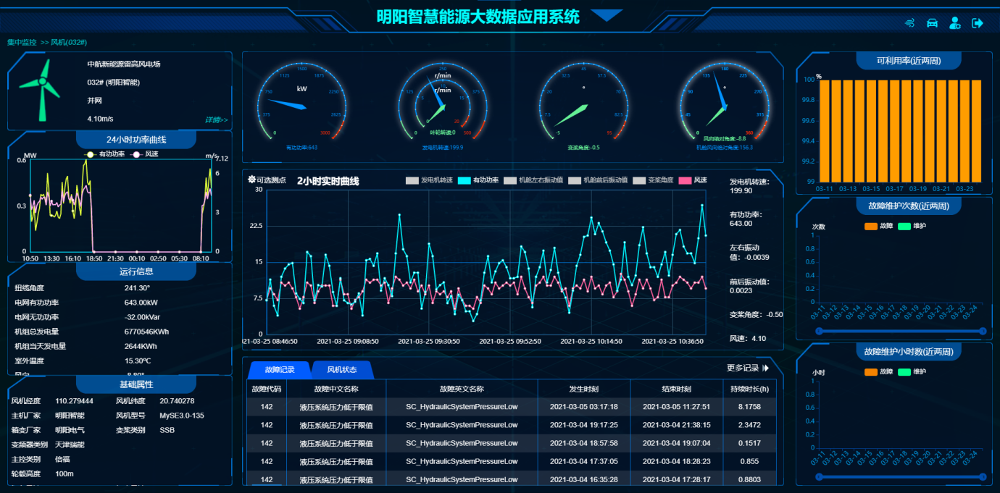 明阳智慧能源大数据应用系统
集中监控 >> 风机(032#)
中航新能源雷高风电场
032# (明阳智能)
并网
4.10m/s
详情>>
24小时功率曲线
有功功率 风速
MW m/s
0.6 7.12
6
0.3 3
0 0
10:50 13:30 16:10 18:50 21:30 00:10 02:50 05:30 08:10
运行信息
扭缆角度 241.30°
电网有功功率 643.00kW
电网无功功率 -32.00kVar
机组总发电量 6770546KWh
机组当天发电量 2644KWh
室外温度 15.30℃
风向 8.80°
基础属性
风机经度 110.279444 风机纬度 20.740278
主机厂家 明阳智能 风机型号 MySE3.0-135
箱变厂家 明阳电气 变桨类别 SSB
变频器类别 天津瑞能
主控类别 倍福
轮毂高度 100m
kW
0 375 750 1125 1500 1875 2250 2625 3000
有功功率:643
r/min
r/min
0 125 250 375 500
0 5 10 15 20
叶轮转速:0
发电机转速:199.9
°
-5 7.5 20 32.5 45 57.5 70 82.5 95
变桨角度:-0.5
°
0 45 90 135 180 225 270 315 360
风向绝对角度:-8.8
机舱风向绝对角度:156.3
可选测点 2小时实时曲线
发电机转速 有功功率 机舱左右振动值 机舱前后振动值 变桨角度 风速
30
22.5
15
7.5
0
021-03-25 08:46:50 2021-03-24 09:08:50 2021-03-25 09:30:50 2021-03-25 09:52:50 2021-03-25 10:14:50 2021-03-25 10:36:50
发电机转速:
199.90
有功功率:
643.00
左右振动
值: -0.0039
前后振动值:
0.0023
变桨角度: -0.50
风速: 4.10
故障记录 风机状态 更多记录
故障代码 故障中文名称 故障英文名称 发生时刻 结束时刻 持续时长(h)
142 液压系统压力低于限值 SC_HydraulicSystemPressureLow 2021-03-05 03:17:18 2021-03-05 11:27:51 8.1758
142 液压系统压力低于限值 SC_HydraulicSystemPressureLow 2021-03-04 19:17:25 2021-03-04 21:38:15 2.3472
142 液压系统压力低于限值 SC_HydraulicSystemPressureLow 2021-03-04 18:57:58 2021-03-04 19:07:04 0.1517
142 液压系统压力低于限值 SC_HydraulicSystemPressureLow 2021-03-04 17:37:05 2021-03-04 18:28:23 0.855
142 液压系统压力低于限值 SC_HydraulicSystemPressureLow 2021-03-04 16:35:28 2021-03-04 17:28:17 0.8803
可利用率(近两周)
%
100
99.8
99.6
99.4
99.2
99
03-11 03-13 03-15 03-17 03-19 03-21 03-23
故障维护次数(近两周)
次数 故障 维护
1
0.8
0.6
0.4
0.2
0
03-11 03-12 03-13 03-14 03-15 03-16 03-17 03-18 03-19 03-20 03-21 03-22 03-23 03-24
故障维护小时数(近两周)
小时 故障 维护
1
0.8
0.6
0.4
0.2
0
03-11 03-12 03-13 03-14 03-15 03-16 03-17 03-18 03-19 03-20 03-21 03-22 03-23 03-24